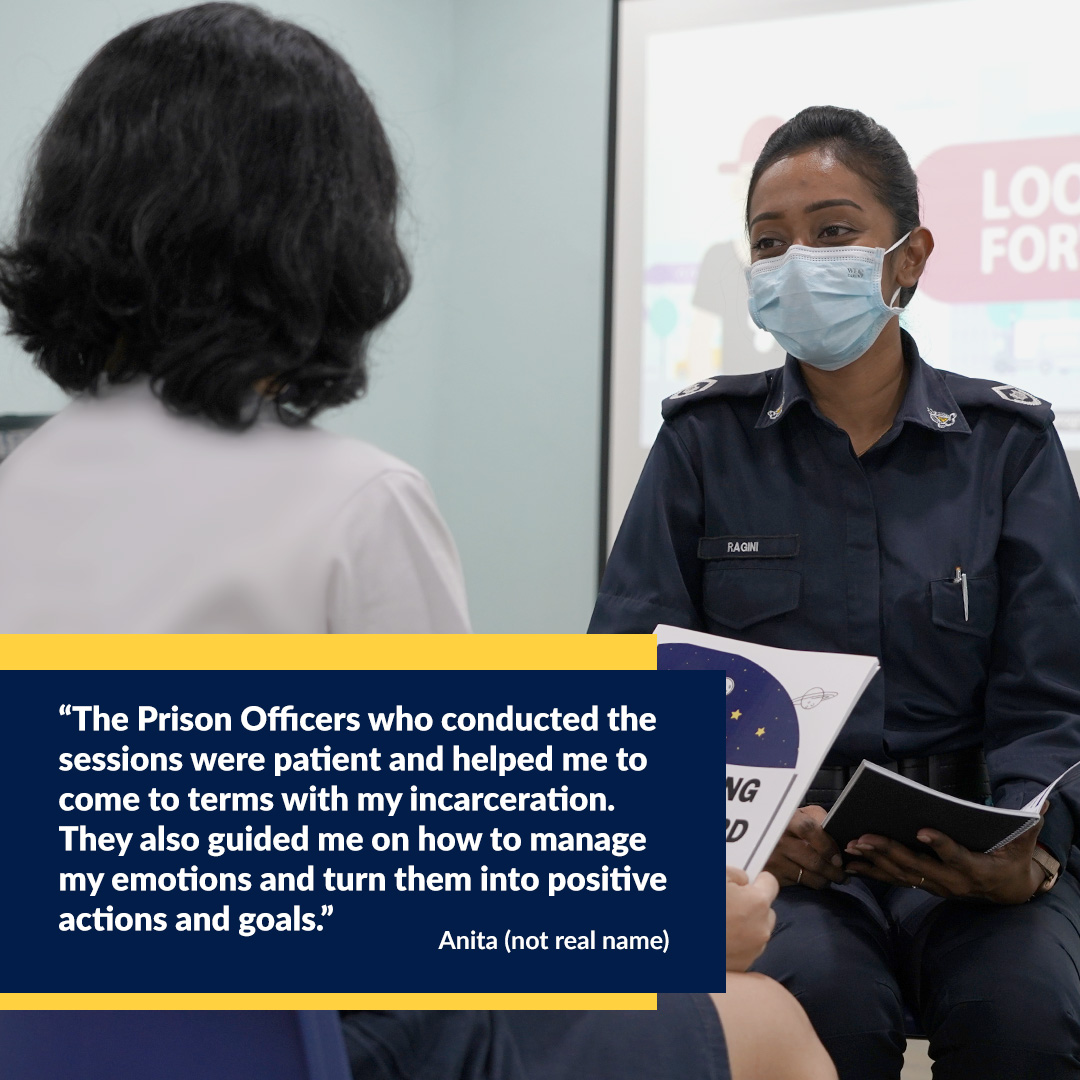 LOO
FOR
RAGINI
NG
RD
“The Prison Officers who conducted the
sessions were patient and helped me to
come to terms with my incarceration.
They also guided me on how to manage
my emotions and turn them into positive
actions and goals.”
Anita (not real name)